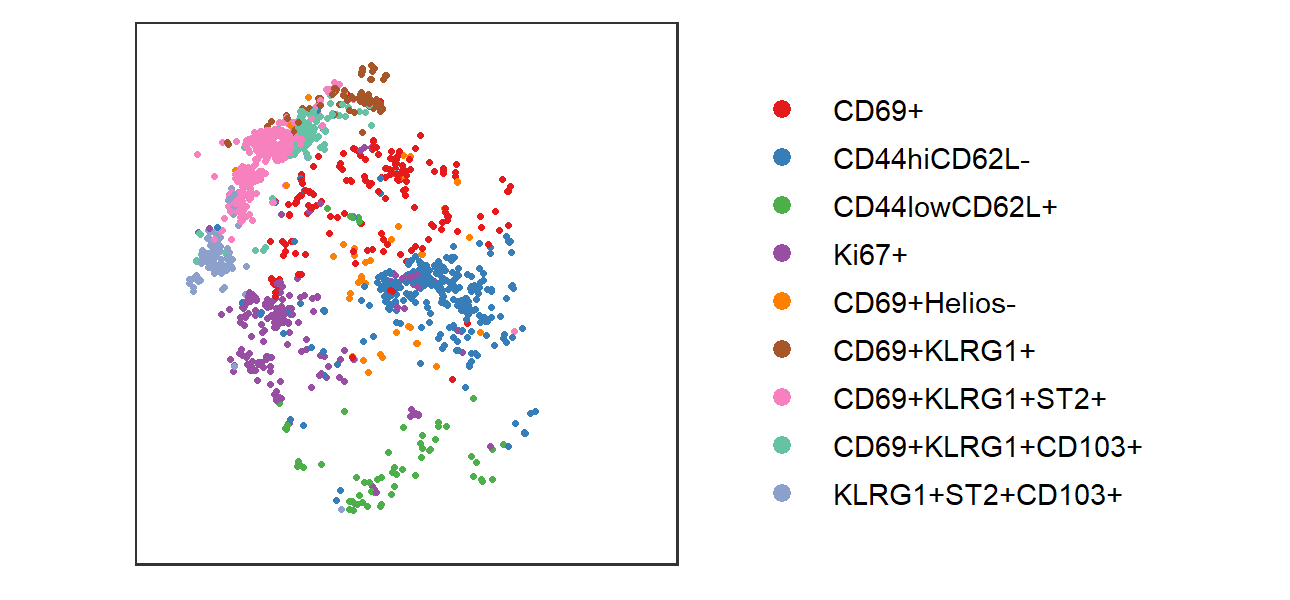 CD69+
CD44hiCD62L-
CD44lowCD62L+
Ki67+
CD69+Helios-
CD69+KLRG1+
CD69+KLRG1+ST2+
CD69+KLRG1+CD103+
KLRG1+ST2+CD103+